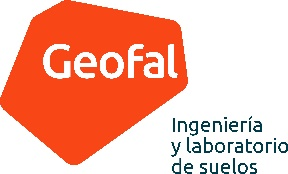 Geofal
Ingeniería
y laboratorio
de suelos